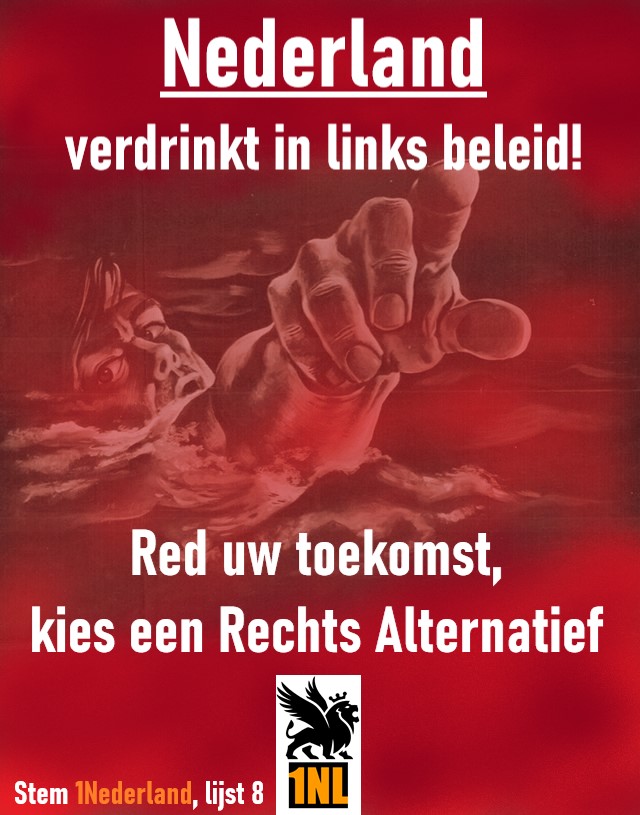 Nederland
verdrinkt in links beleid!
Red uw toekomst,
kies een Rechts Alternatief
1NL
Stem 1Nederland, lijst 8